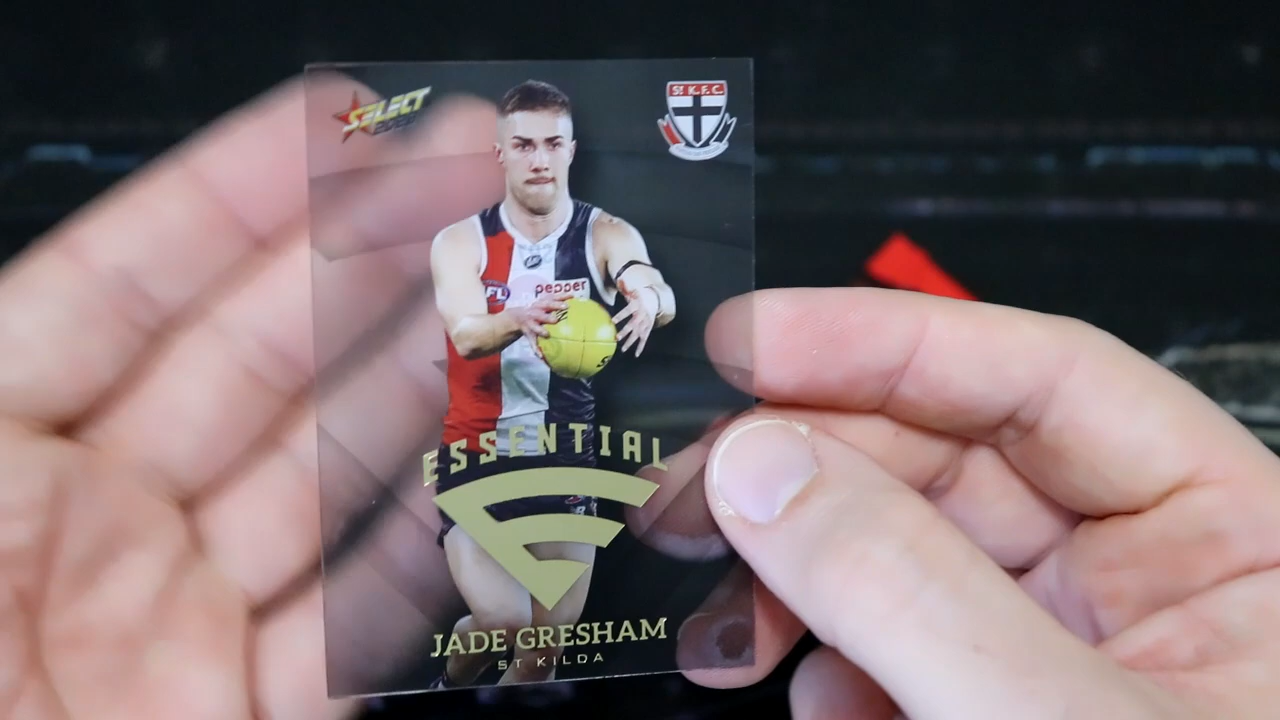 SELECT
St K.F.C.
AFL
pepper
ESSENTIAL
JADE GRESHAM
ST KILDA